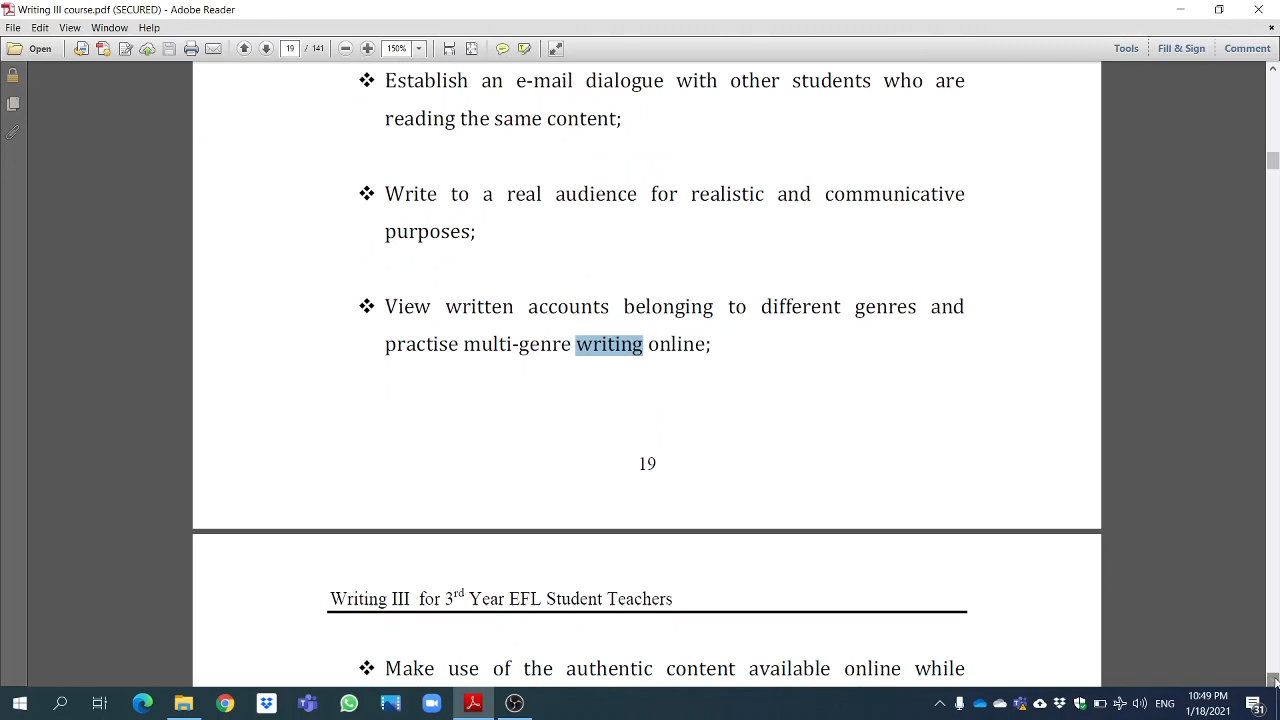 Writing III course.pdf (SECURED) - Adobe Reader
File Edit View Window Help
Open 19 / 141 150% Tools Fill & Sign Comment
❖ Establish an e-mail dialogue with other students who are
reading the same content;
❖ Write to a real audience for realistic and communicative
purposes;
❖ View written accounts belonging to different genres and
practise multi-genre writing online;
19
Writing III for 3rd Year EFL Student Teachers
❖ Make use of the authentic content available online while
10:49 PM
1/18/2021
31